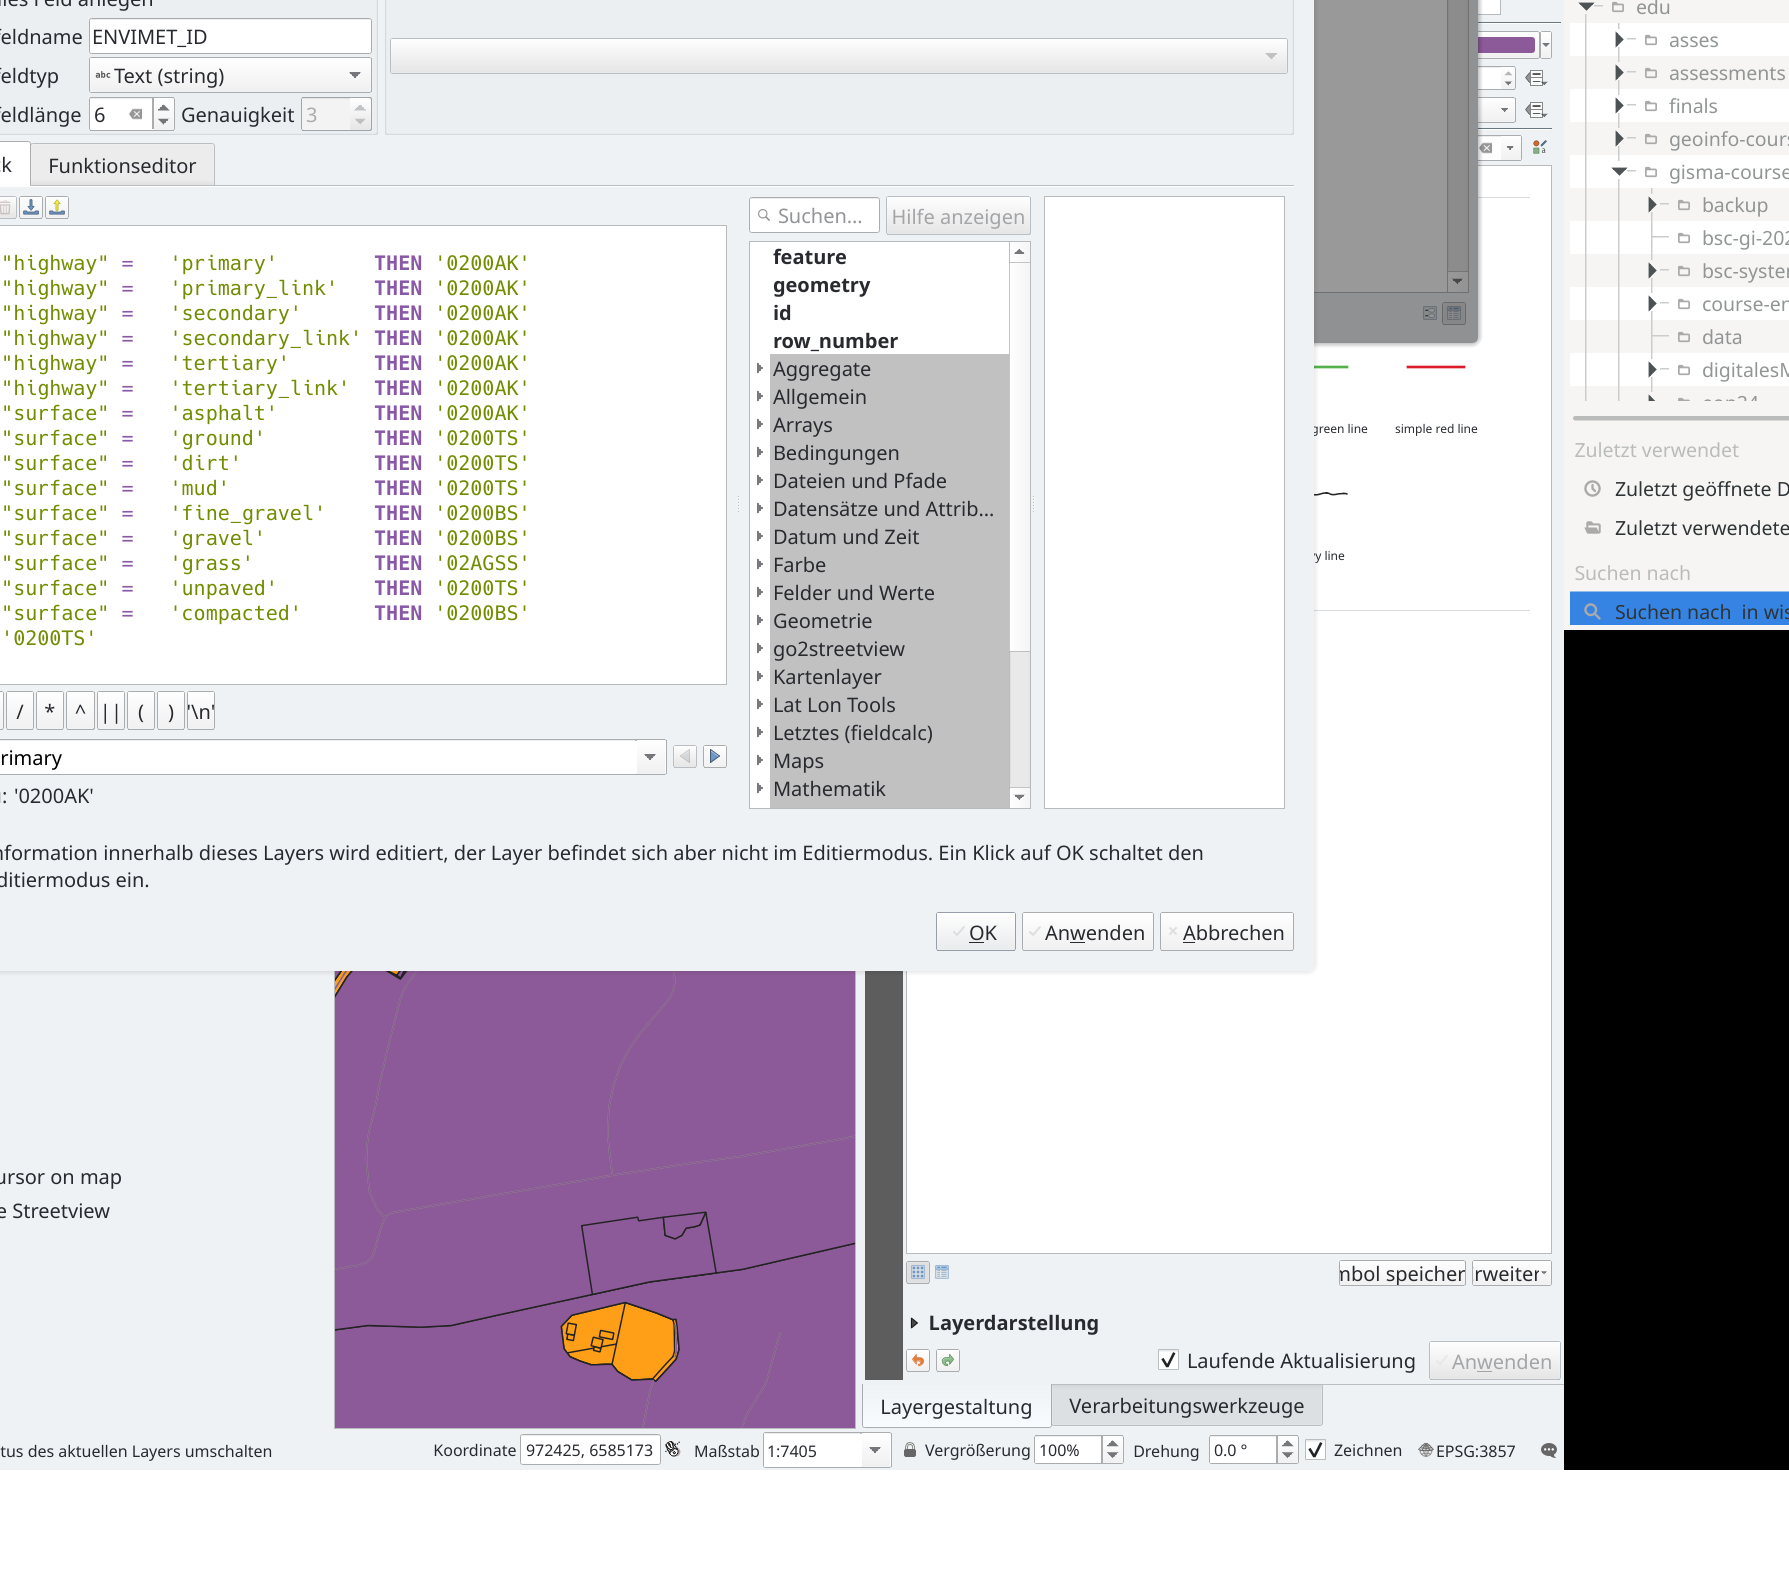 Feld anlegen
feldname ENVIMET_ID
feldtyp abc Text (string)
feldlänge 6 Genauigkeit 3
Funktionseditor
Suchen... Hilfe anzeigen
"highway" = 'primary' THEN '0200AK'
"highway" = 'primary_link' THEN '0200AK'
"highway" = 'secondary' THEN '0200AK'
"highway" = 'secondary_link' THEN '0200AK'
"highway" = 'tertiary' THEN '0200AK'
"highway" = 'tertiary_link' THEN '0200AK'
"surface" = 'asphalt' THEN '0200AK'
"surface" = 'ground' THEN '0200TS'
"surface" = 'dirt' THEN '0200TS'
"surface" = 'mud' THEN '0200TS'
"surface" = 'fine_gravel' THEN '0200BS'
"surface" = 'gravel' THEN '0200BS'
"surface" = 'grass' THEN '02AGSS'
"surface" = 'unpaved' THEN '0200TS'
"surface" = 'compacted' THEN '0200BS'
'0200TS'
/ * ^ || ( ) '\n'
rimary
: '0200AK'
feature
geometry
id
row_number
Aggregate
Allgemein
Arrays
Bedingungen
Dateien und Pfade
Datensätze und Attrib...
Datum und Zeit
Farbe
Felder und Werte
Geometrie
go2streetview
Kartenlayer
Lat Lon Tools
Letztes (fieldcalc)
Maps
Mathematik
nformation innerhalb dieses Layers wird editiert, der Layer befindet sich aber nicht im Editiermodus. Ein Klick auf OK schaltet den
ditiermodus ein.
OK Anwenden Abbrechen
green line simple red line
y line
edu
asses
assessments
finals
geoinfo-cour
gisma-course
backup
bsc-gi-202
bsc-syster
course-en
data
digitalesM
Zuletzt verwendet
Zuletzt geöffnete D
Zuletzt verwendete
Suchen nach
Suchen nach in wis
ursor on map
e Streetview
nbol speicher rweiter
Layerdarstellung
Laufende Aktualisierung Anwenden
Layergestaltung Verarbeitungswerkzeuge
tus des aktuellen Layers umschalten Koordinate 972425, 6585173 Maßstab 1:7405 Vergrößerung 100% Drehung 0.0 ° Zeichnen EPSG:3857